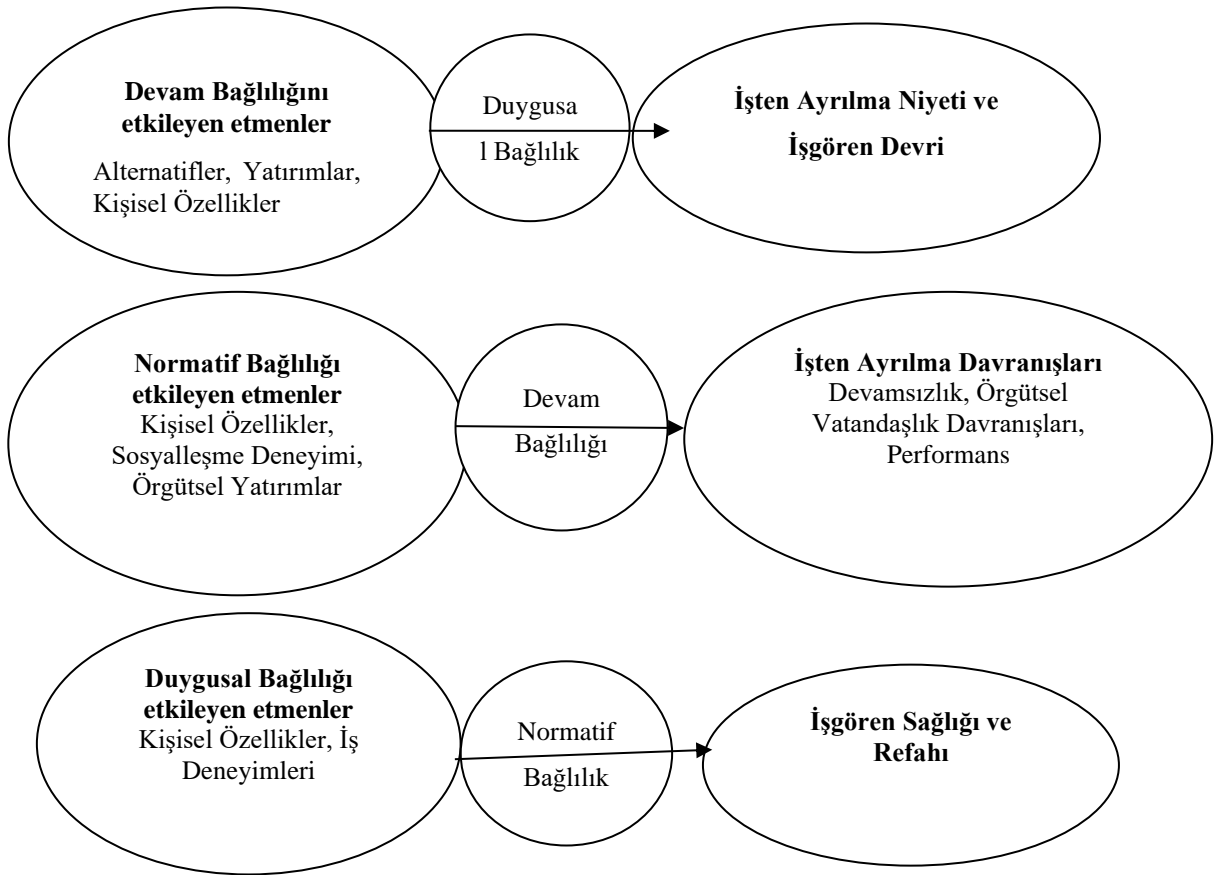 Devam Bağlılığını
etkileyen etmenler
Alternatifler, Yatırımlar,
Kişisel Özellikler
Duygusa
l Bağlılık
İşten Ayrılma Niyeti ve
İşgören Devri
Normatif Bağlılığı
etkileyen etmenler
Kişisel Özellikler,
Sosyalleşme Deneyimi,
Örgütsel Yatırımlar
Devam
Bağlılığı
İşten Ayrılma Davranışları
Devamsızlık, Örgütsel
Vatandaşlık Davranışları,
Performans
Duygusal Bağlılığı
etkileyen etmenler
Kişisel Özellikler, İş
Deneyimleri
Normatif
Bağlılık
İşgören Sağlığı ve
Refahı